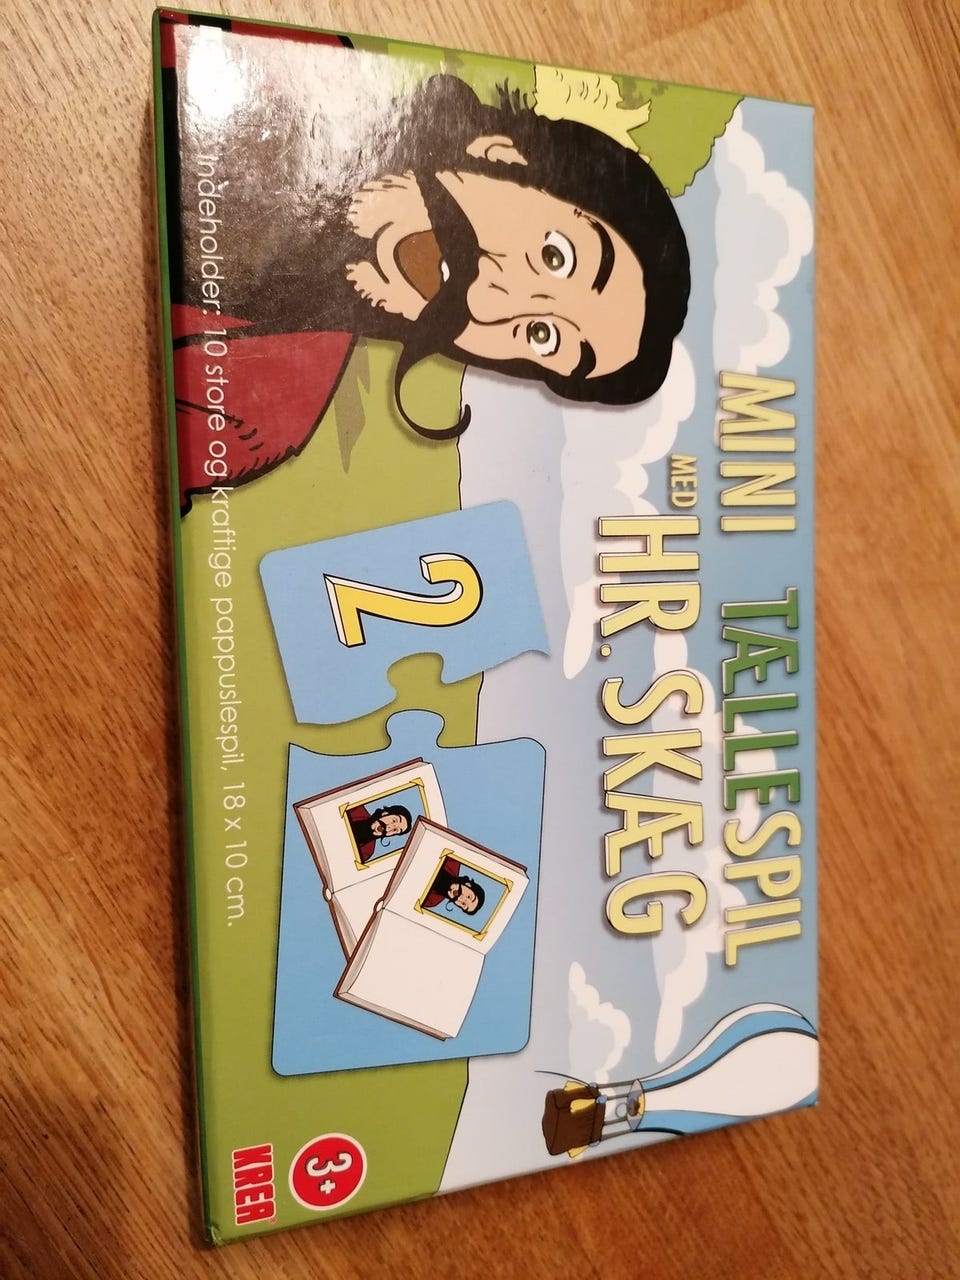 MINI TÆLLESPIL
MED
HR. SKÆG
2
3+
KREA
Indeholder: 10 store og kraftige pappuslespil, 18 x 10 cm.